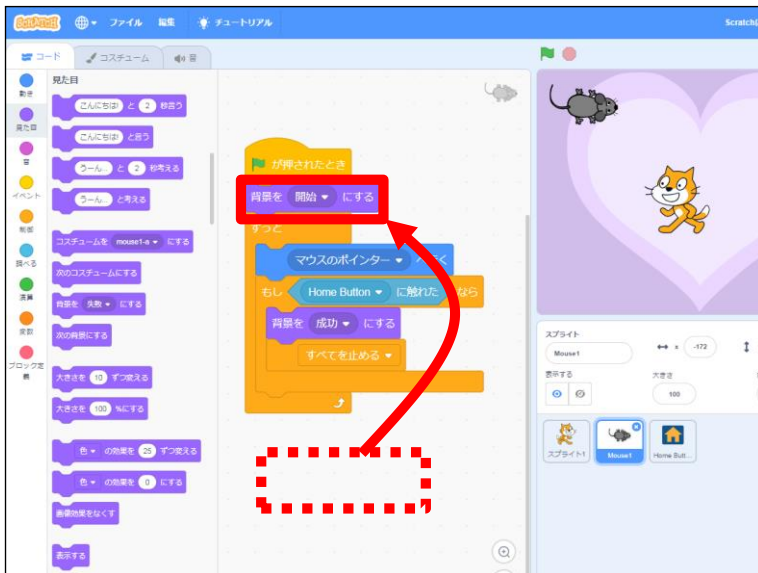 SCRATCH ファイル 編集 チュートリアル Scratch
コード コスチューム 音
動き
見た目
音
イベント
制御
調べる
演算
変数
ブロック定義
見た目
こんにちは! と 2 秒言う
こんにちは! と言う
うーん... と 2 秒考える
うーん... と考える
コスチュームを mouse1-a にする
次のコスチュームにする
背景を 失敗 にする
次の背景にする
大きさを 10 ずつ変える
大きさを 100 %にする
色 の効果を 25 ずつ変える
色 の効果を 0 にする
画像効果をなくす
表示する
が押されたとき
背景を 開始 にする
ずっと
マウスのポインター へ行く
もし Home Button に触れた なら
背景を 成功 にする
すべてを止める
スプライト
Mouse1 x -172
表示する 大きさ
100
スプライト1 Mouse1 Home Butt...